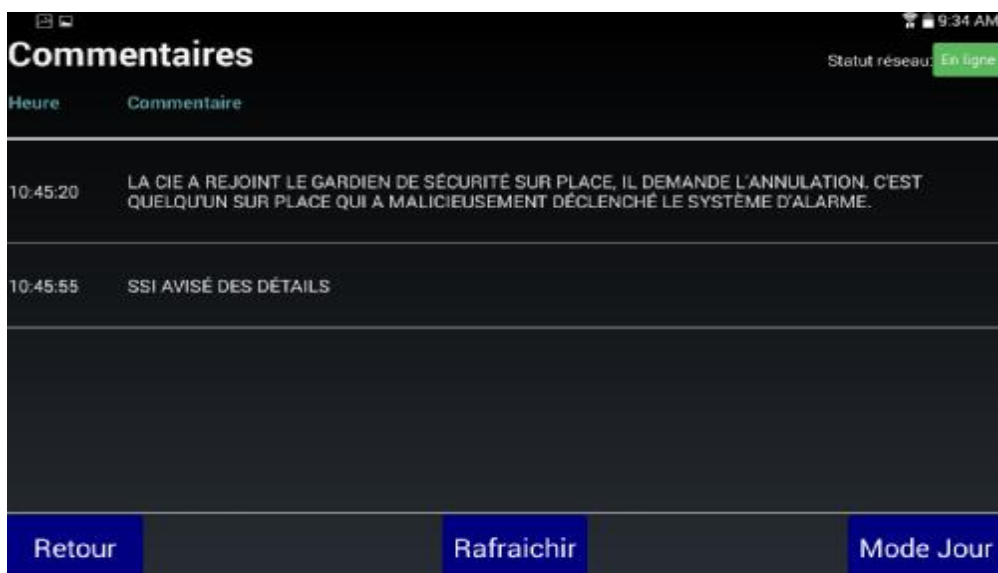 9:34 AM
Commentaires
Statut réseau: En ligne
Heure Commentaire
10:45:20 LA CIE A REJOINT LE GARDIEN DE SÉCURITÉ SUR PLACE, IL DEMANDE L'ANNULATION. C'EST
QUELQU'UN SUR PLACE QUI A MALICIEUSEMENT DÉCLENCHÉ LE SYSTÈME D'ALARME.
10:45:55 SSI AVISÉ DES DÉTAILS
Retour Rafraichir Mode Jour